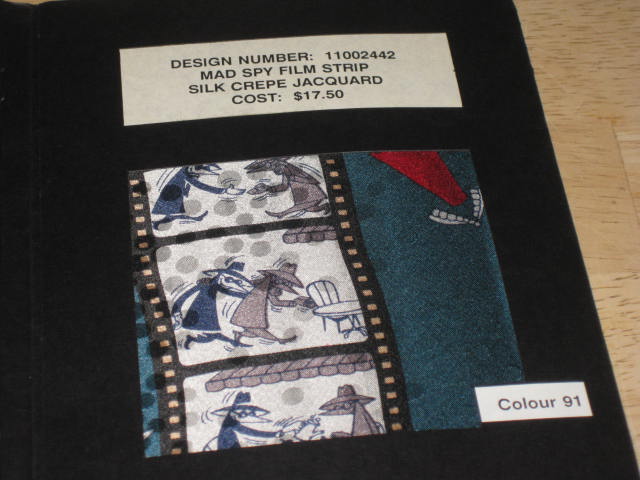 DESIGN NUMBER: 11002442
MAD SPY FILM STRIP
SILK CREPE JACQUARD
COST: $17.50
Colour 91